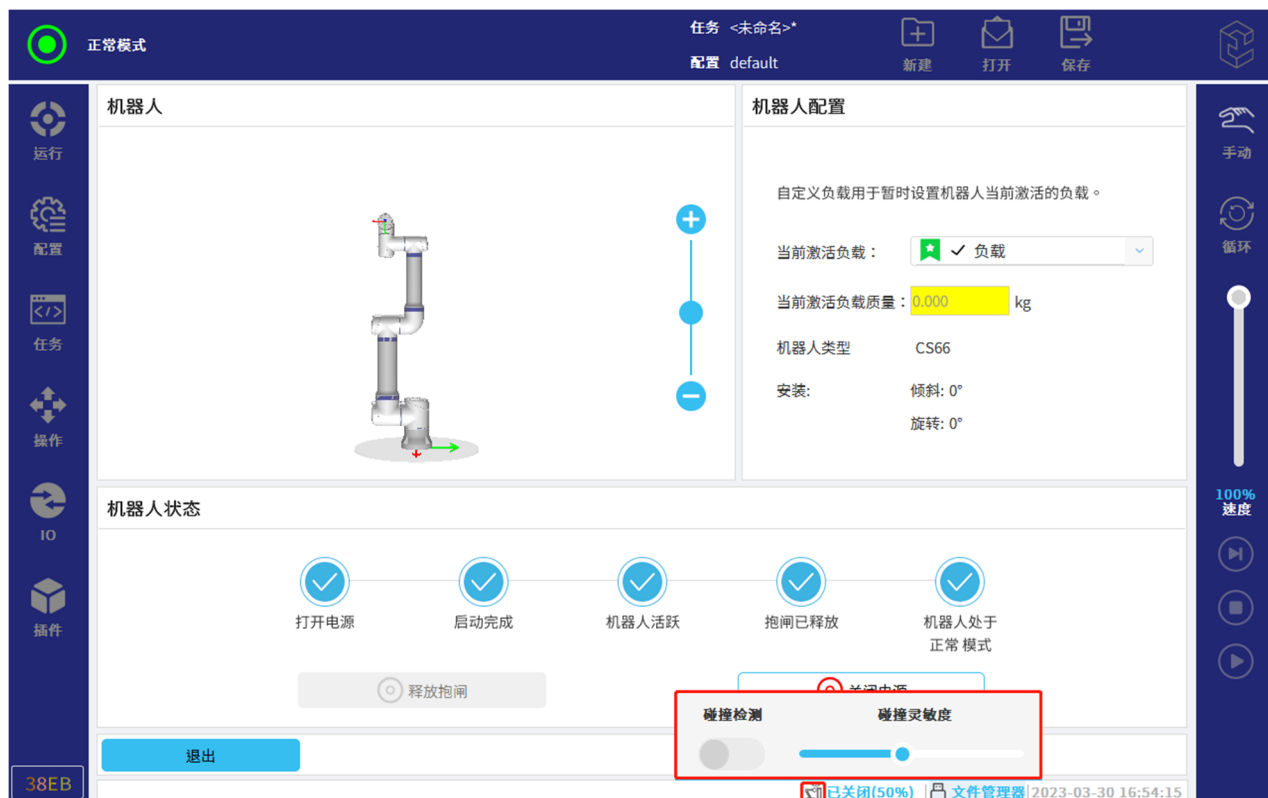 正常模式
任务 <未命名>*
配置 default
新建
打开
保存
运行
配置
任务
操作
IO
插件
38EB
机器人
机器人配置
自定义负载用于暂时设置机器人当前激活的负载。
当前激活负载： 负载
当前激活负载质量： 0.000 kg
机器人类型 CS66
安装: 倾斜: 0°
旋转: 0°
手动
循环
100%
速度
机器人状态
打开电源
启动完成
机器人活跃
抱闸已释放
机器人处于
正常 模式
释放抱闸
关闭电源
碰撞检测 碰撞灵敏度
退出
已关闭(50%) 文件管理器 2023-03-30 16:54:15